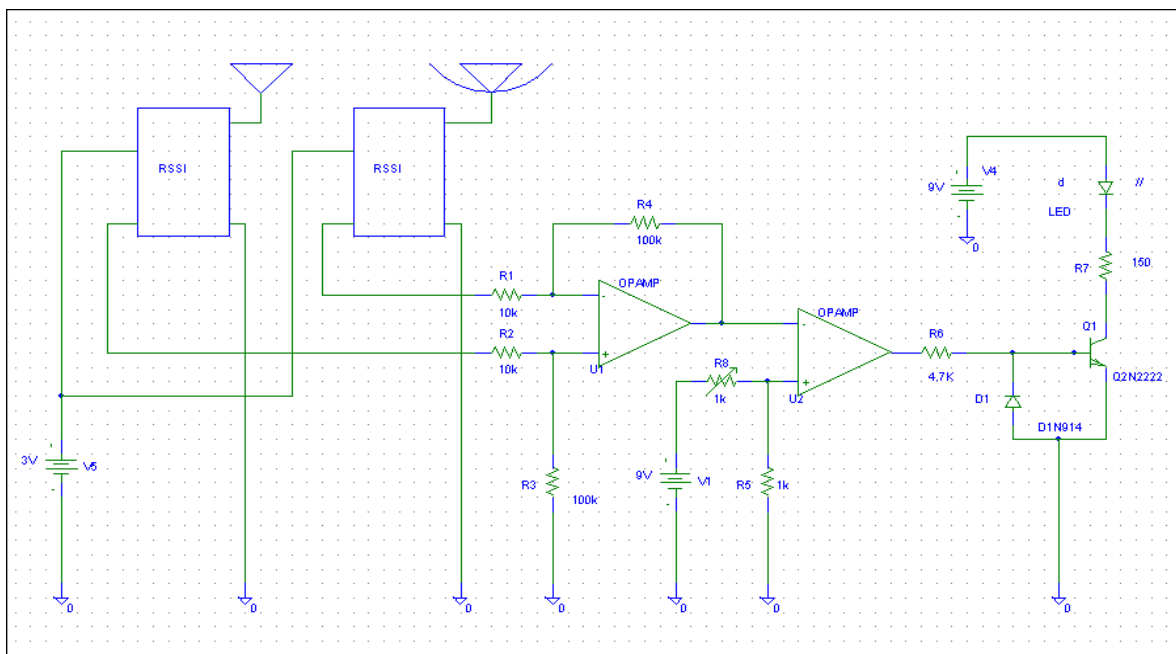 RSSI
RSSI
R4
100k
R1
10k
R2
10k
OPAMP
-
+
U1
OPAMP
-
+
U2
R8
1k
R6
4.7K
9V
V4
d
//
LED
R7
150
Q1
Q2N2222
D1
D1N914
3V
V5
R3
100k
9V
V1
R5
1k
0
0
0
0
0
0
0
0